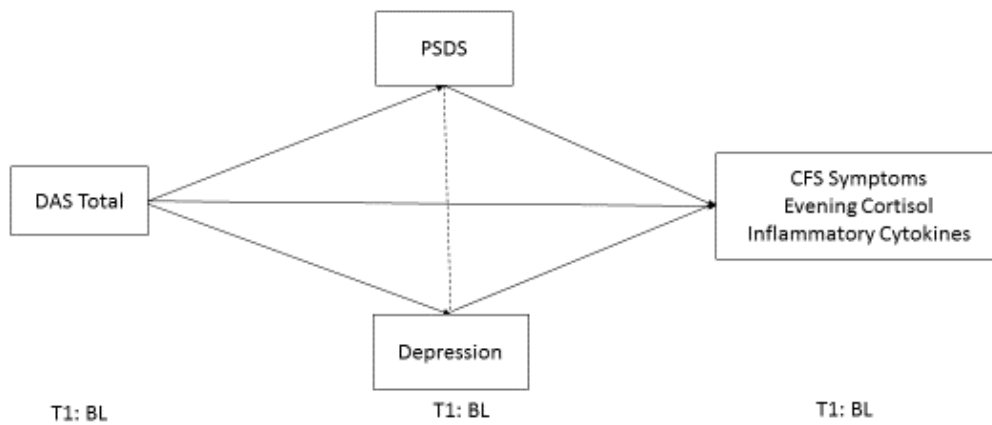 PSDS
DAS Total
CFS Symptoms
Evening Cortisol
Inflammatory Cytokines
Depression
T1: BL
T1: BL
T1: BL